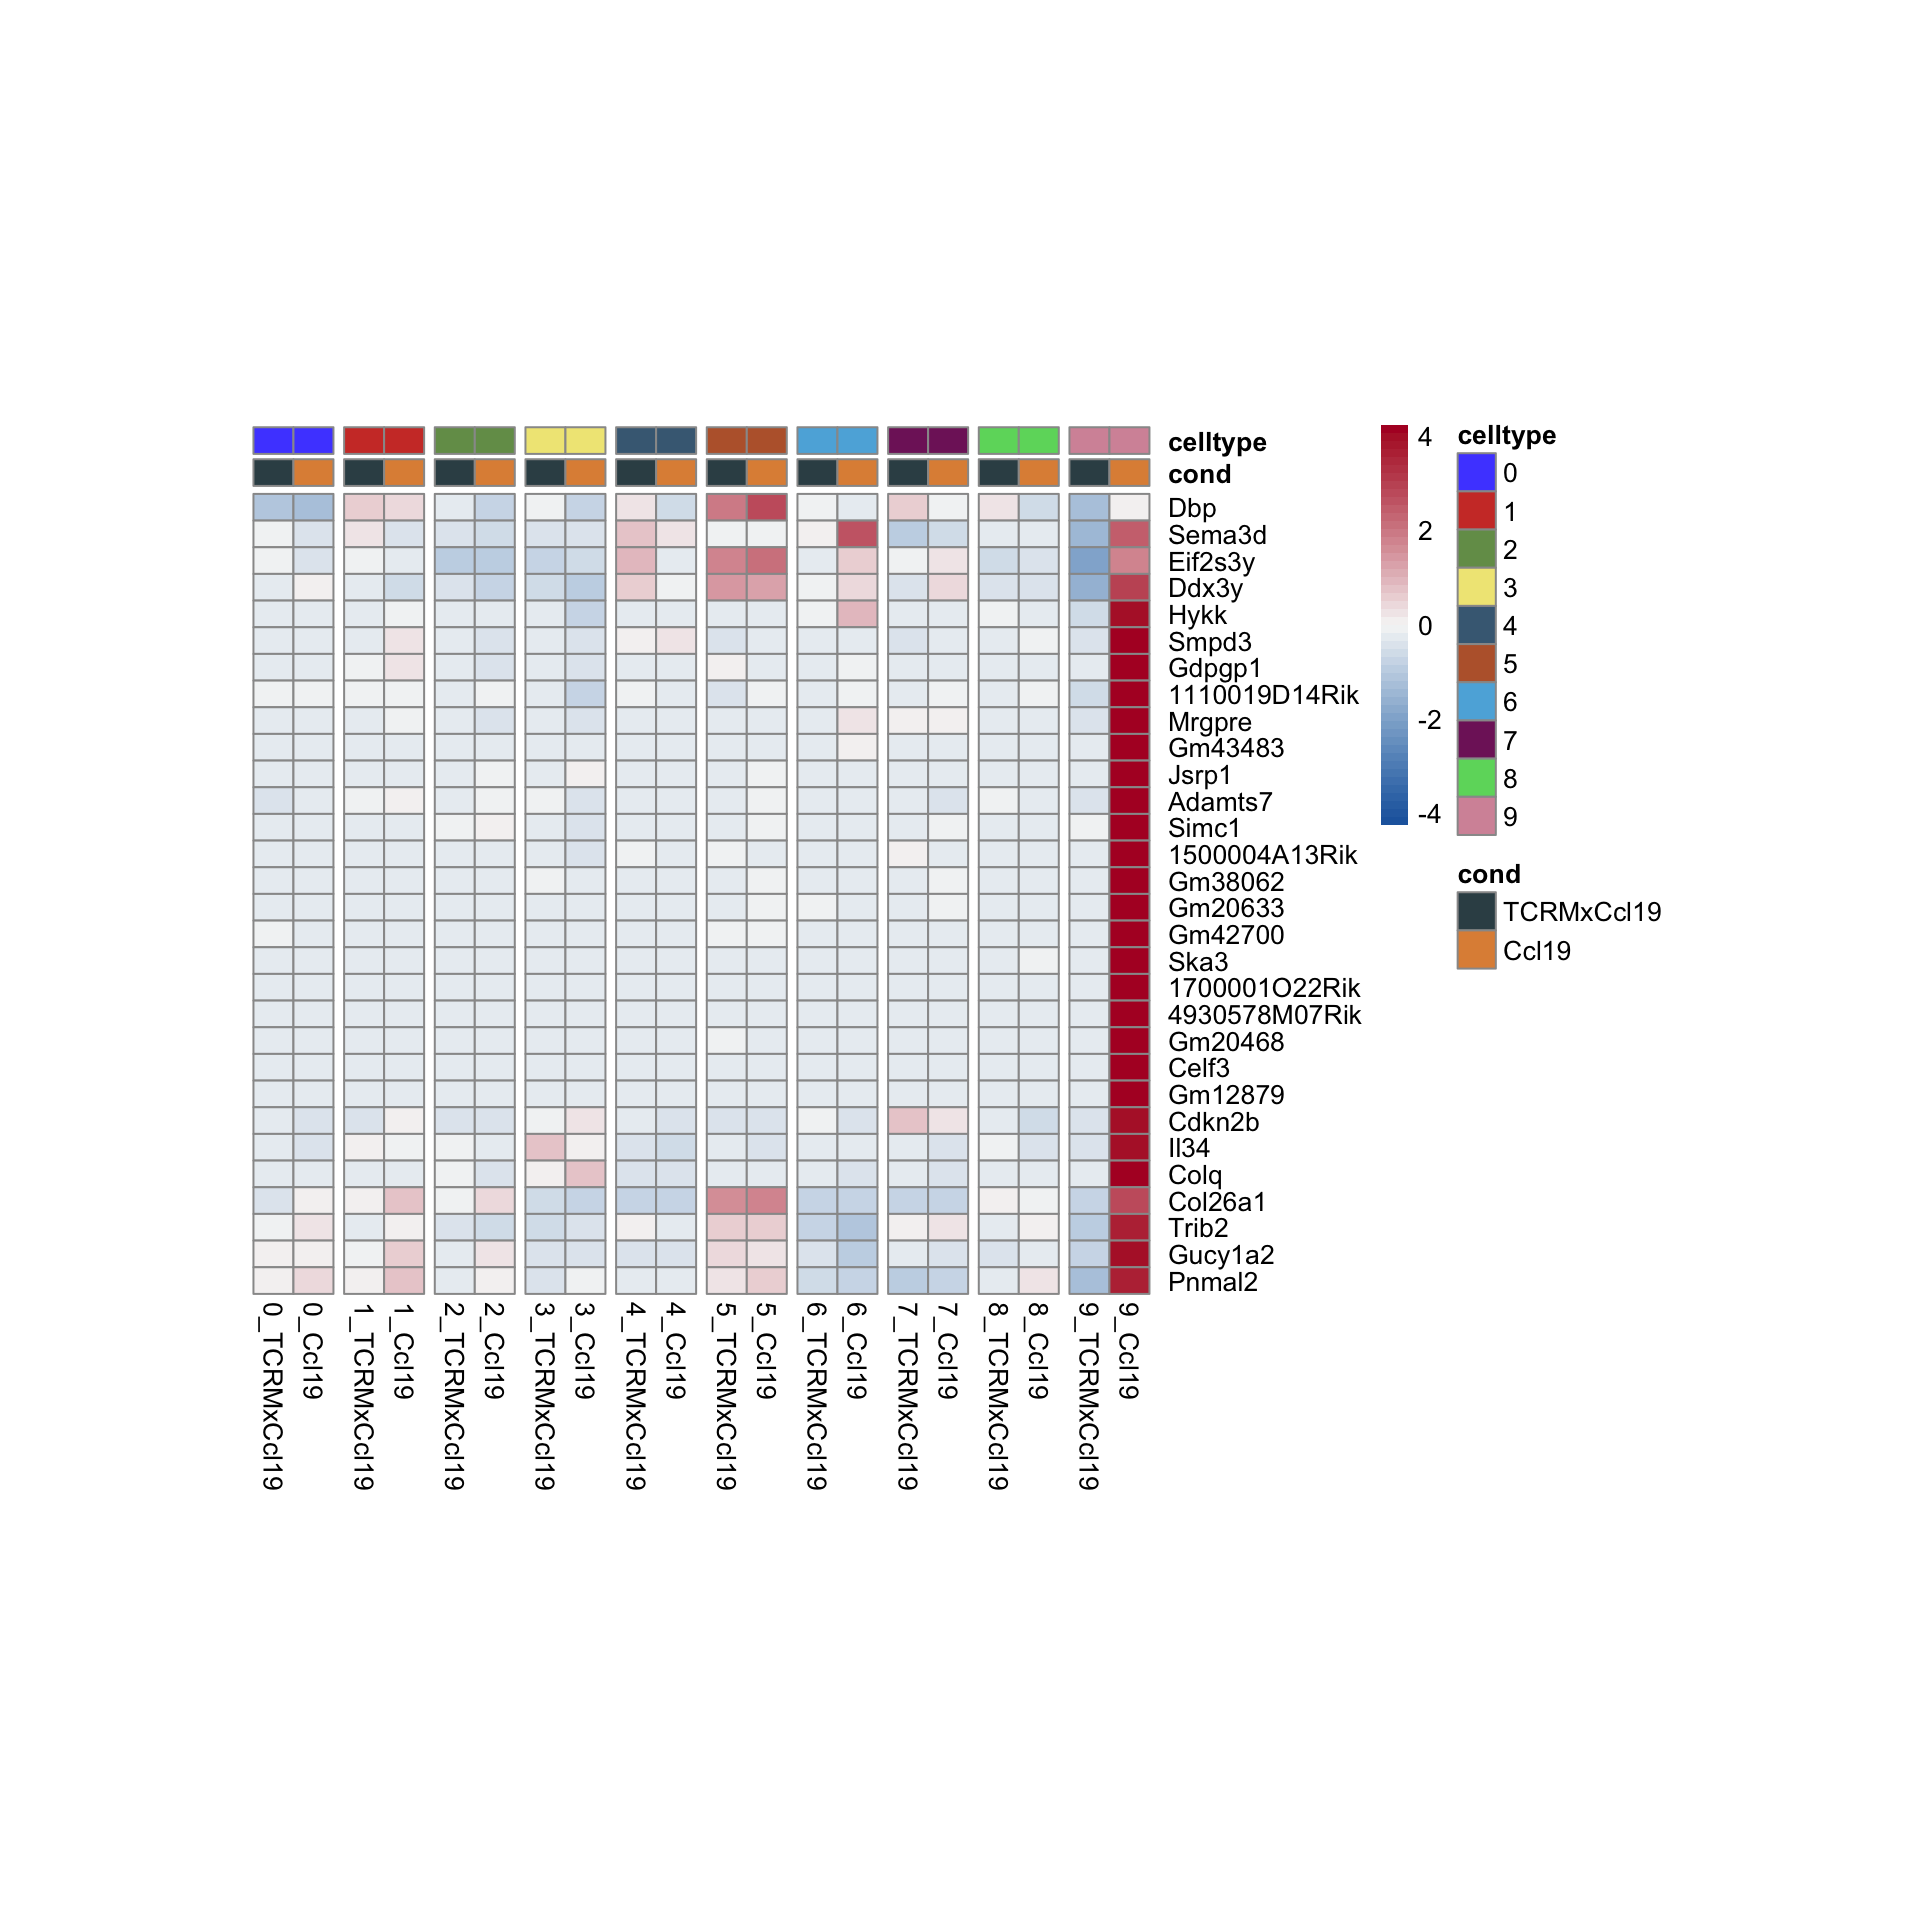 celltype
cond
Dbp
Sema3d
Eif2s3y
Ddx3y
Hykk
Smpd3
Gdpgp1
1110019D14Rik
Mrgpre
Gm43483
Jsrp1
Adamts7
Simc1
1500004A13Rik
Gm38062
Gm20633
Gm42700
Ska3
1700001O22Rik
4930578M07Rik
Gm20468
Celf3
Gm12879
Cdkn2b
Il34
Colq
Col26a1
Trib2
Gucy1a2
Pnmal2
0_TCRMxCcl19
0_Ccl19
1_TCRMxCcl19
1_Ccl19
2_TCRMxCcl19
2_Ccl19
3_TCRMxCcl19
3_Ccl19
4_TCRMxCcl19
4_Ccl19
5_TCRMxCcl19
5_Ccl19
6_TCRMxCcl19
6_Ccl19
7_TCRMxCcl19
7_Ccl19
8_TCRMxCcl19
8_Ccl19
9_TCRMxCcl19
9_Ccl19
4
2
0
-2
-4
celltype
0
1
2
3
4
5
6
7
8
9
cond
TCRMxCcl19
Ccl19